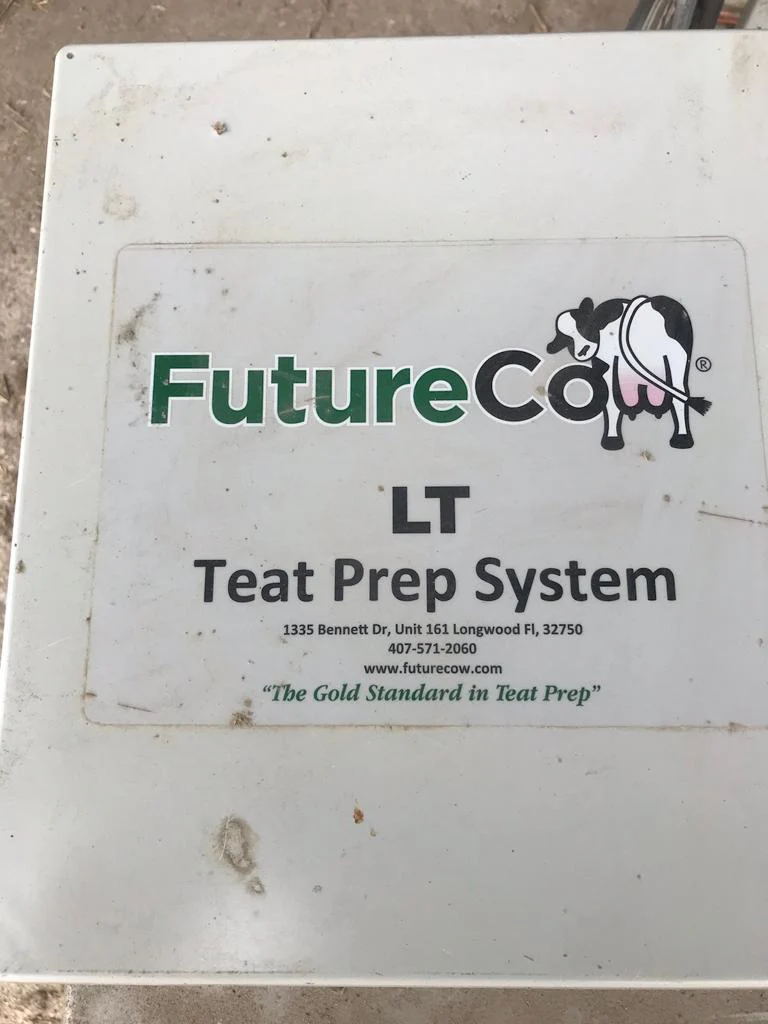 FutureCow®
LT
Teat Prep System
1335 Bennett Dr, Unit 161 Longwood Fl, 32750
407-571-2060
www.futurecow.com
“The Gold Standard in Teat Prep”